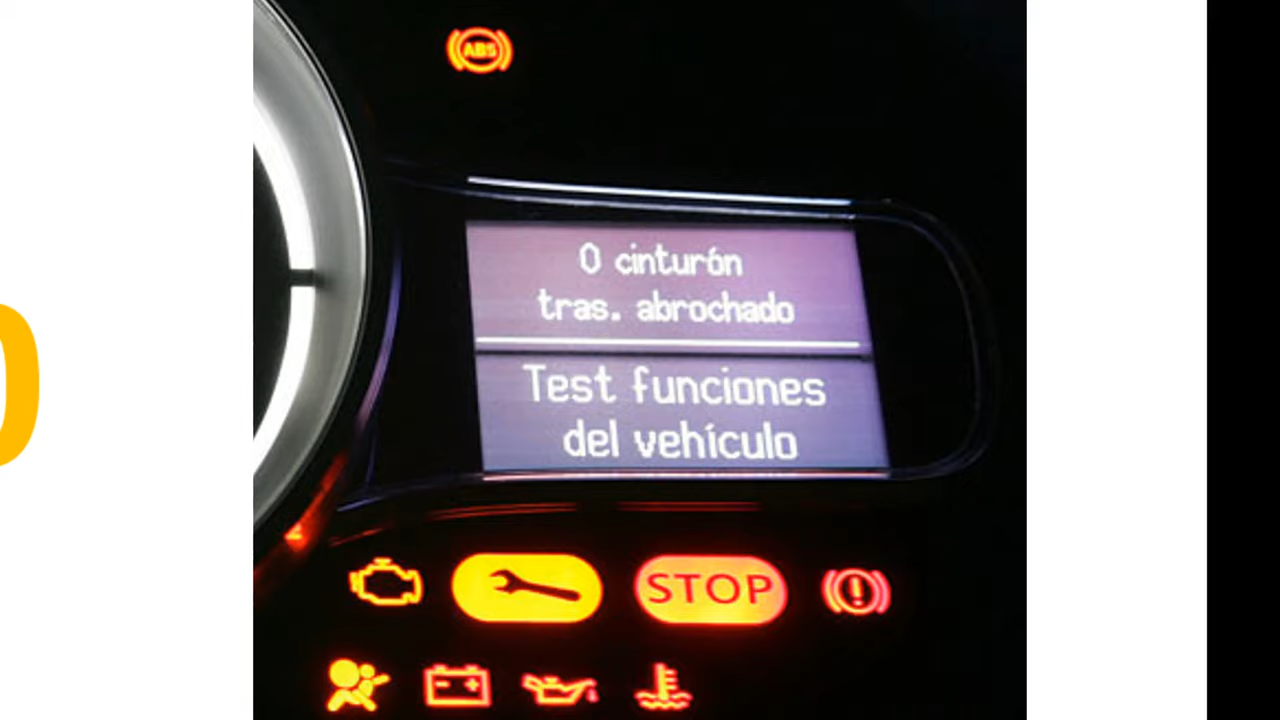 ABS
0 cinturón
tras. abrochado
Test funciones
del vehículo
STOP